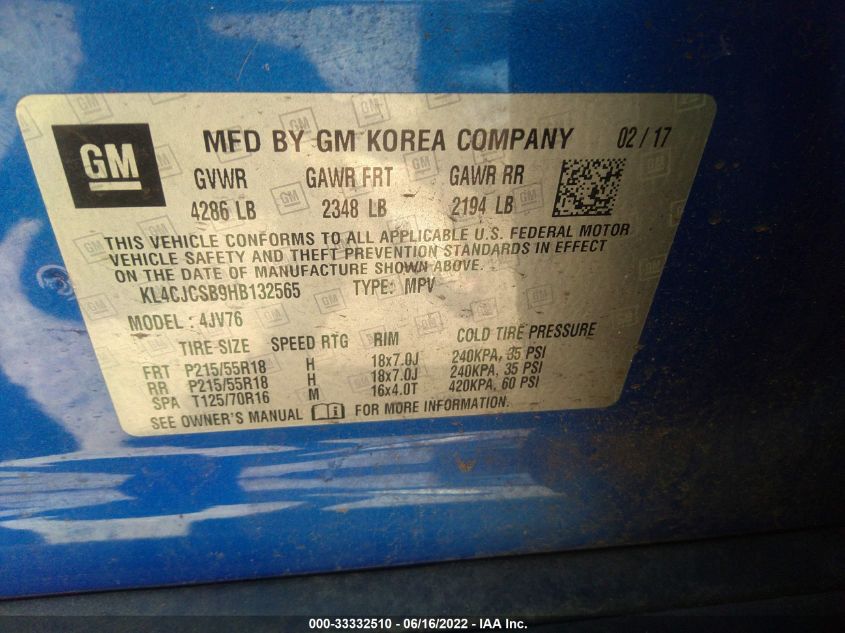 GM MFD BY GM KOREA COMPANY 02 / 17
GVWR GAWR FRT GAWR RR
4286 LB 2348 LB 2194 LB
THIS VEHICLE CONFORMS TO ALL APPLICABLE U.S. FEDERAL MOTOR
VEHICLE SAFETY AND THEFT PREVENTION STANDARDS IN EFFECT
ON THE DATE OF MANUFACTURE SHOWN ABOVE.
KL4CJCSB9HB132565 TYPE: MPV
MODEL : 4JV76
TIRE SIZE SPEED RTG RIM COLD TIRE PRESSURE
FRT P215/55R18 H 18x7.0J 240KPA, 35 PSI
RR P215/55R18 H 18x7.0J 240KPA, 35 PSI
SPA T125/70R16 M 16x4.0T 420KPA, 60 PSI
SEE OWNER'S MANUAL FOR MORE INFORMATION.
000-33332510 - 06/16/2022 - IAA Inc.